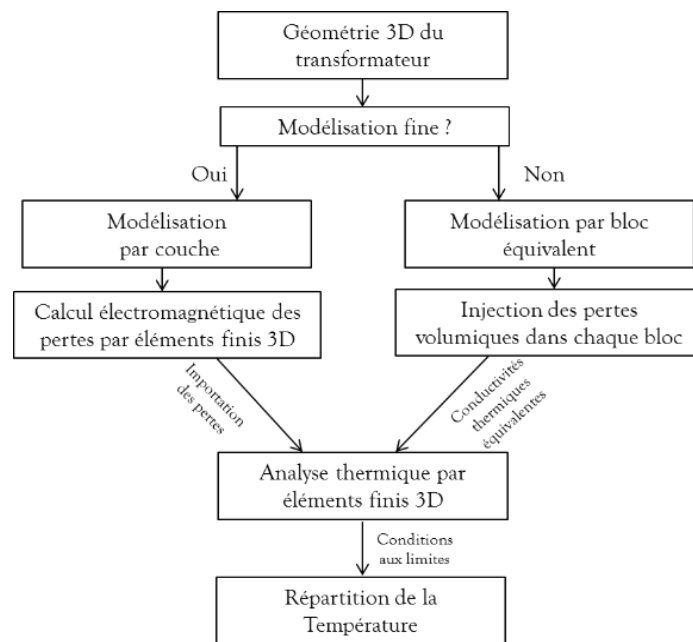 Géométrie 3D du
transformateur
Modélisation fine ?
Oui
Non
Modélisation
par couche
Modélisation par bloc
équivalent
Calcul électromagnétique des
pertes par éléments finis 3D
Injection des pertes
volumiques dans chaque bloc
Importation
des pertes
Conductivités
thermiques
équivalentes
Analyse thermique par
éléments finis 3D
Conditions
aux limites
Répartition de la
Température